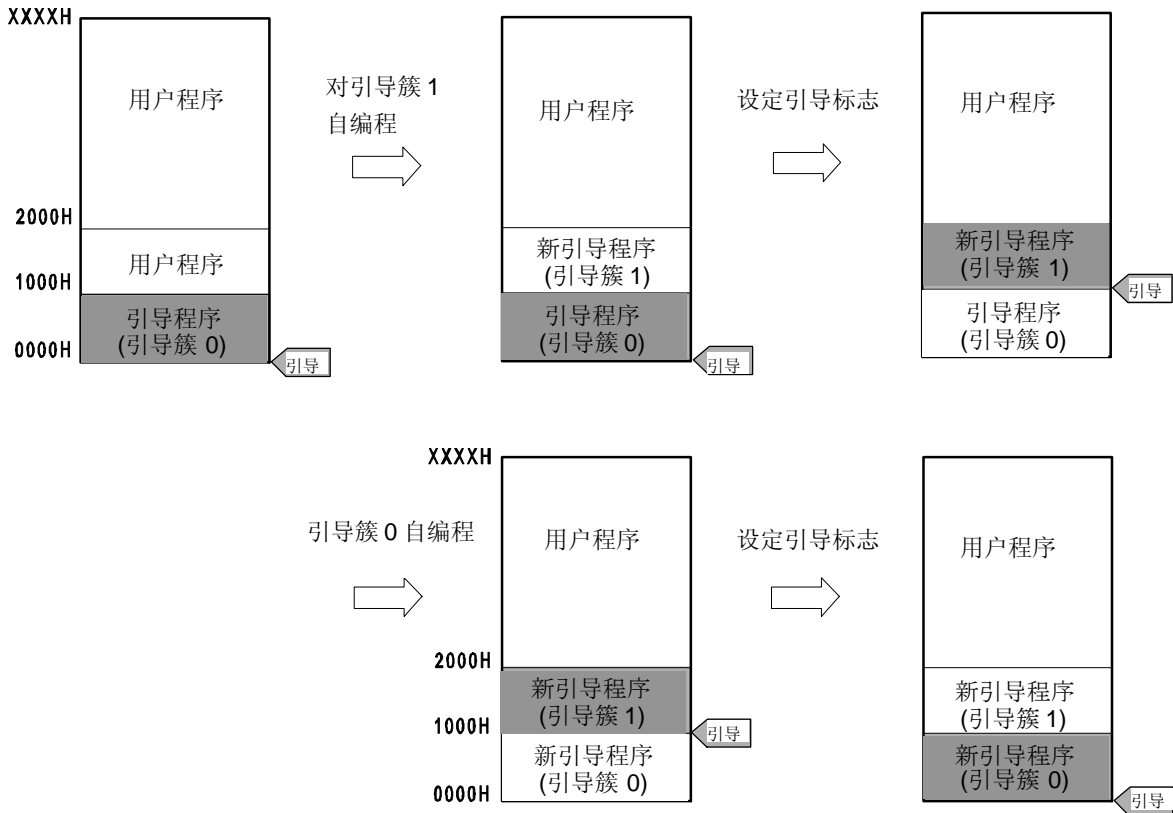 XXXXH
用户程序
2000H
用户程序
1000H
引导程序
(引导簇 0)
0000H
引导
对引导簇 1
自编程
用户程序
新引导程序
(引导簇 1)
引导程序
(引导簇 0)
引导
设定引导标志
用户程序
新引导程序
(引导簇 1)
引导
引导程序
(引导簇 0)
引导簇 0 自编程
XXXXH
用户程序
2000H
新引导程序
(引导簇 1)
1000H
引导
新引导程序
(引导簇 0)
0000H
设定引导标志
用户程序
新引导程序
(引导簇 1)
新引导程序
(引导簇 0)
引导